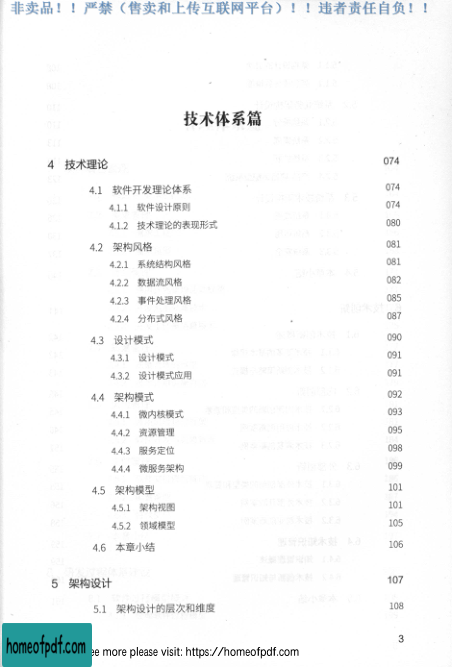 非卖品！！严禁（售卖和上传互联网平台）！！违者责任自负！！
技术体系篇
4 技术理论 074
4.1 软件开发理论体系 074
4.1.1 软件设计原则 074
4.1.2 技术理论的表现形式 080
4.2 架构风格 081
4.2.1 系统结构风格 081
4.2.2 数据流风格 082
4.2.3 事件处理风格 085
4.2.4 分布式风格 087
4.3 设计模式 090
4.3.1 设计模式 091
4.3.2 设计模式应用 091
4.4 架构模式 092
4.4.1 微内核模式 093
4.4.2 资源管理 095
4.4.3 服务定位 098
4.4.4 微服务架构 099
4.5 架构模型 101
4.5.1 架构视图 101
4.5.2 领域模型 105
4.6 本章小结 106
5 架构设计 107
5.1 架构设计的层次和维度 108
3
homeofpdf.com
ee more please visit: https://homeofpdf.com